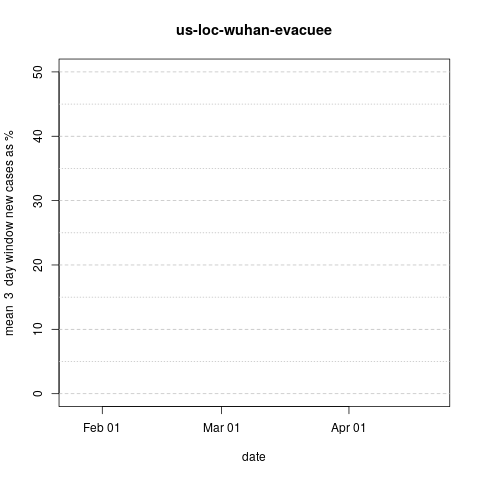 us-loc-wuhan-evacuee
mean  3  day window new cases as %
50
40
30
20
10
0
Feb 01
Mar 01
Apr 01
date